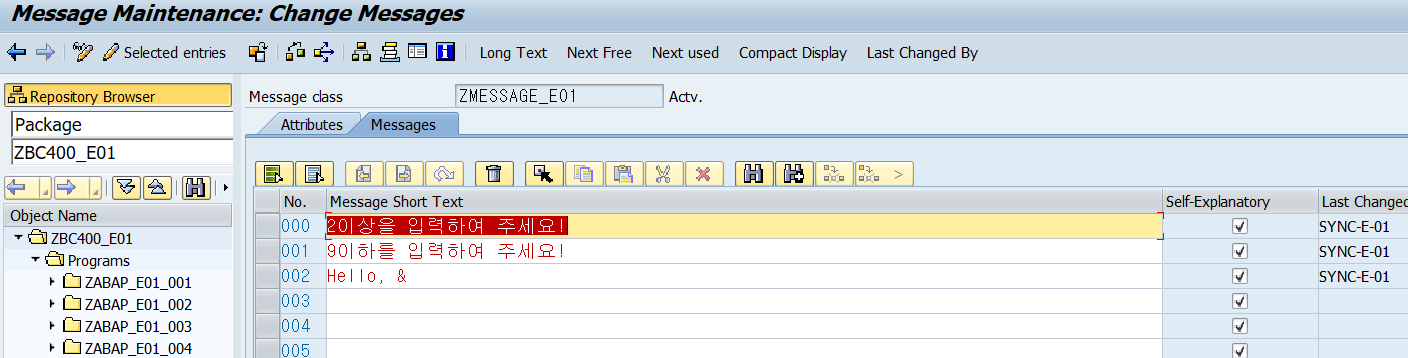 Message Maintenance: Change Messages
Selected entries Long Text Next Free Next used Compact Display Last Changed By
Repository Browser
Package
ZBC400_E01
Object Name
ZBC400_E01
Programs
ZABAP_E01_001
ZABAP_E01_002
ZABAP_E01_003
ZABAP_E01_004
Message class ZMESSAGE_E01 Actv.
Attributes Messages
No. Message Short Text Self-Explanatory Last Changed
000 2이상을 입력하여 주세요! SYNC-E-01
001 9이하를 입력하여 주세요! SYNC-E-01
002 Hello, & SYNC-E-01
003
004
005